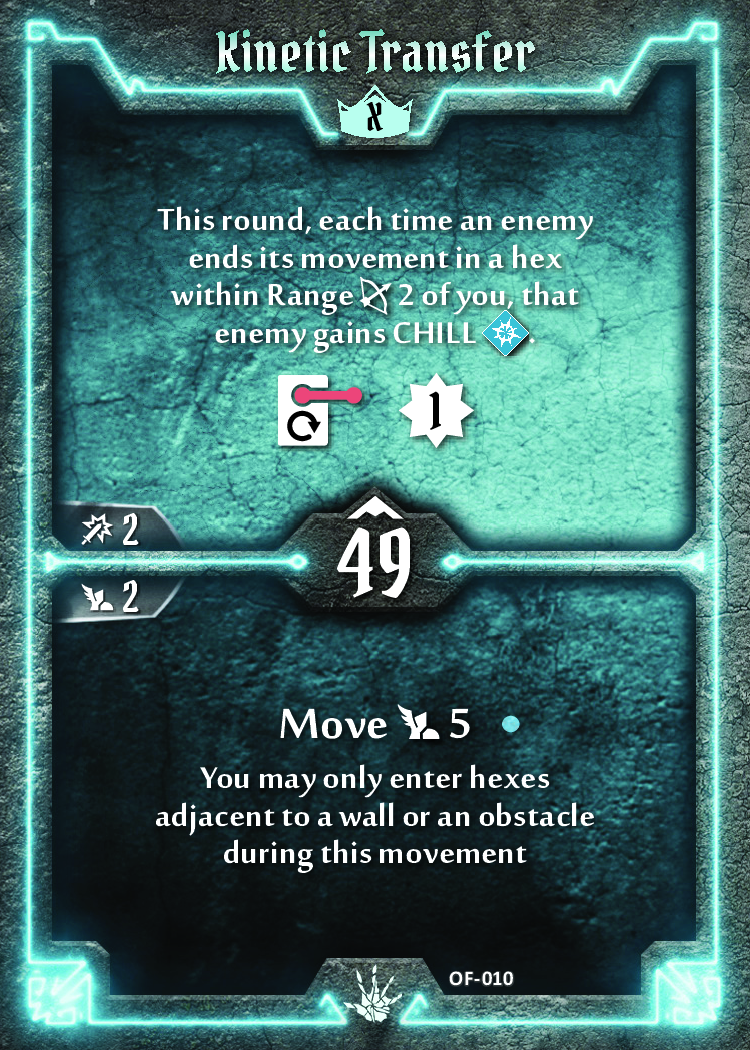 Kinetic Transfer
X
This round, each time an enemy
ends its movement in a hex
within Range 2 of you, that
enemy gains CHILL .
1
2
49
2
Move 5
You may only enter hexes
adjacent to a wall or an obstacle
during this movement
OF-010